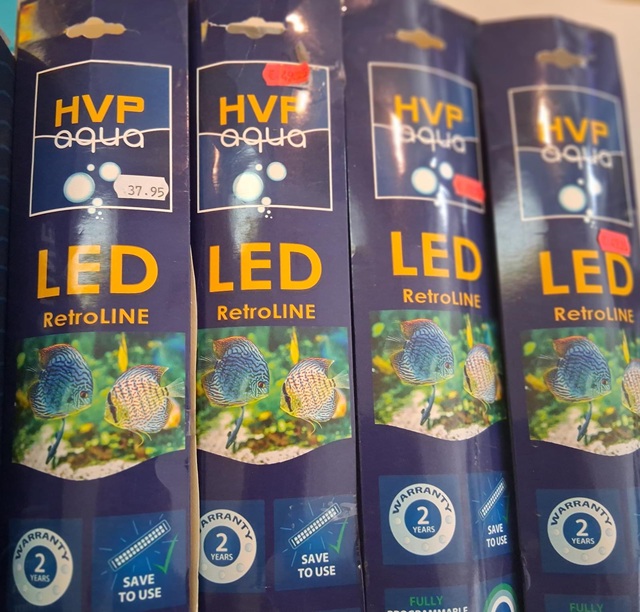 HVP
aqua
37.95
LED
RetroLINE
WARRANTY
2
YEARS
SAVE
TO USE
HVP
aqua
LED
RetroLINE
WARRANTY
2
YEARS
SAVE
TO USE
HVP
aqua
LED
RetroLINE
WARRANTY
2
YEARS
SAVE
TO USE
FULLY
PROGRAMMABLE
HVP
aqua
LED
RetroLINE
WARRANTY
2
YEARS
FULLY